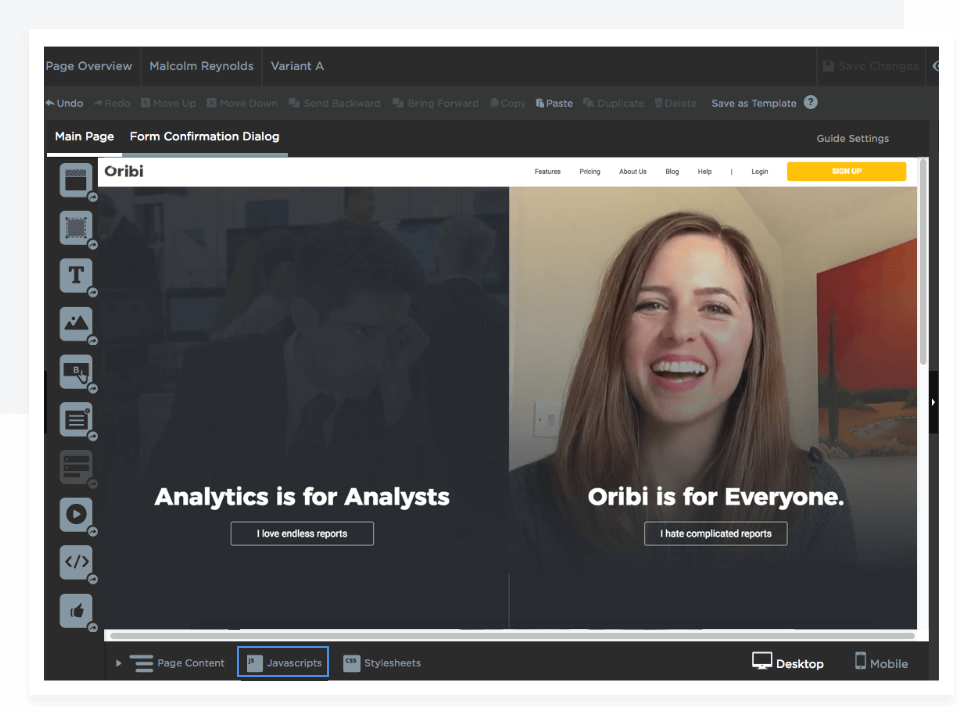 Page Overview Malcolm Reynolds Variant A Save Changes
Undo Redo Move Up Move Down Send Backward Bring Forward Copy Paste Duplicate Delete Save as Template ?
Main Page Form Confirmation Dialog Guide Settings
Oribi Features Pricing About Us Blog Help | Login SIGN UP
T
B
Analytics is for Analysts Oribi is for Everyone.
I love endless reports I hate complicated reports
</>
Page Content JS Javascripts CSS Stylesheets Desktop Mobile